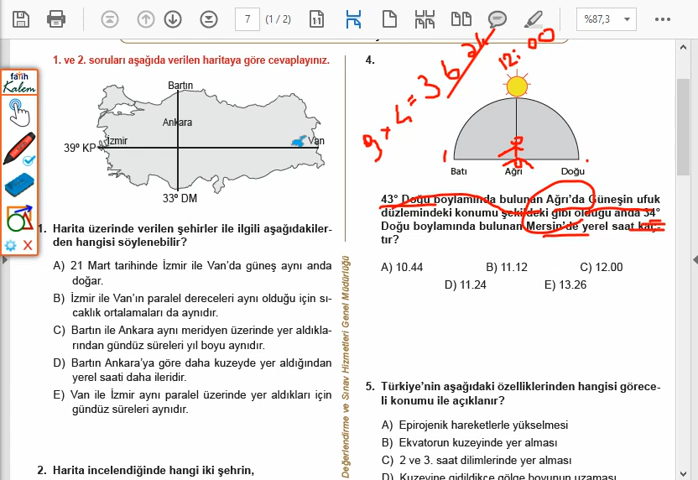 7 (1 / 2)
%87,3
fatih
Kalem
1. ve 2. soruları aşağıda verilen haritaya göre cevaplayınız.
Bartın
Ankara
İzmir
Van
39° KP
33° DM
1. Harita üzerinde verilen şehirler ile ilgili aşağıdakiler-
den hangisi söylenebilir?
A) 21 Mart tarihinde İzmir ile Van'da güneş aynı anda
doğar.
B) İzmir ile Van'ın paralel dereceleri aynı olduğu için sı-
caklık ortalamaları da aynıdır.
C) Bartın ile Ankara aynı meridyen üzerinde yer aldıkla-
rından gündüz süreleri yıl boyu aynıdır.
D) Bartın Ankara'ya göre daha kuzeyde yer aldığından
yerel saati daha ileridir.
E) Van ile İzmir aynı paralel üzerinde yer aldıkları için
gündüz süreleri aynıdır.
2. Harita incelendiğinde hangi iki şehrin,
Değerlendirme ve Sınav Hizmetleri Genel Müdürlüğü
4.
9 x 4 = 36
12:00
Batı
Ağrı
Doğu
43° Doğu boylamında bulunan Ağrı'da Güneşin ufuk
düzlemindeki konumu şekildeki gibi olduğu anda 34°
Doğu boylamında bulunan Mersin'de yerel saat kaç-
tır?
A) 10.44
B) 11.12
C) 12.00
D) 11.24
E) 13.26
5. Türkiye'nin aşağıdaki özelliklerinden hangisi görece-
li konumu ile açıklanır?
A) Epirojenik hareketlerle yükselmesi
B) Ekvatorun kuzeyinde yer alması
C) 2 ve 3. saat dilimlerinde yer alması
D) Kuzeyine gidildikçe gölge boyunun uzaması